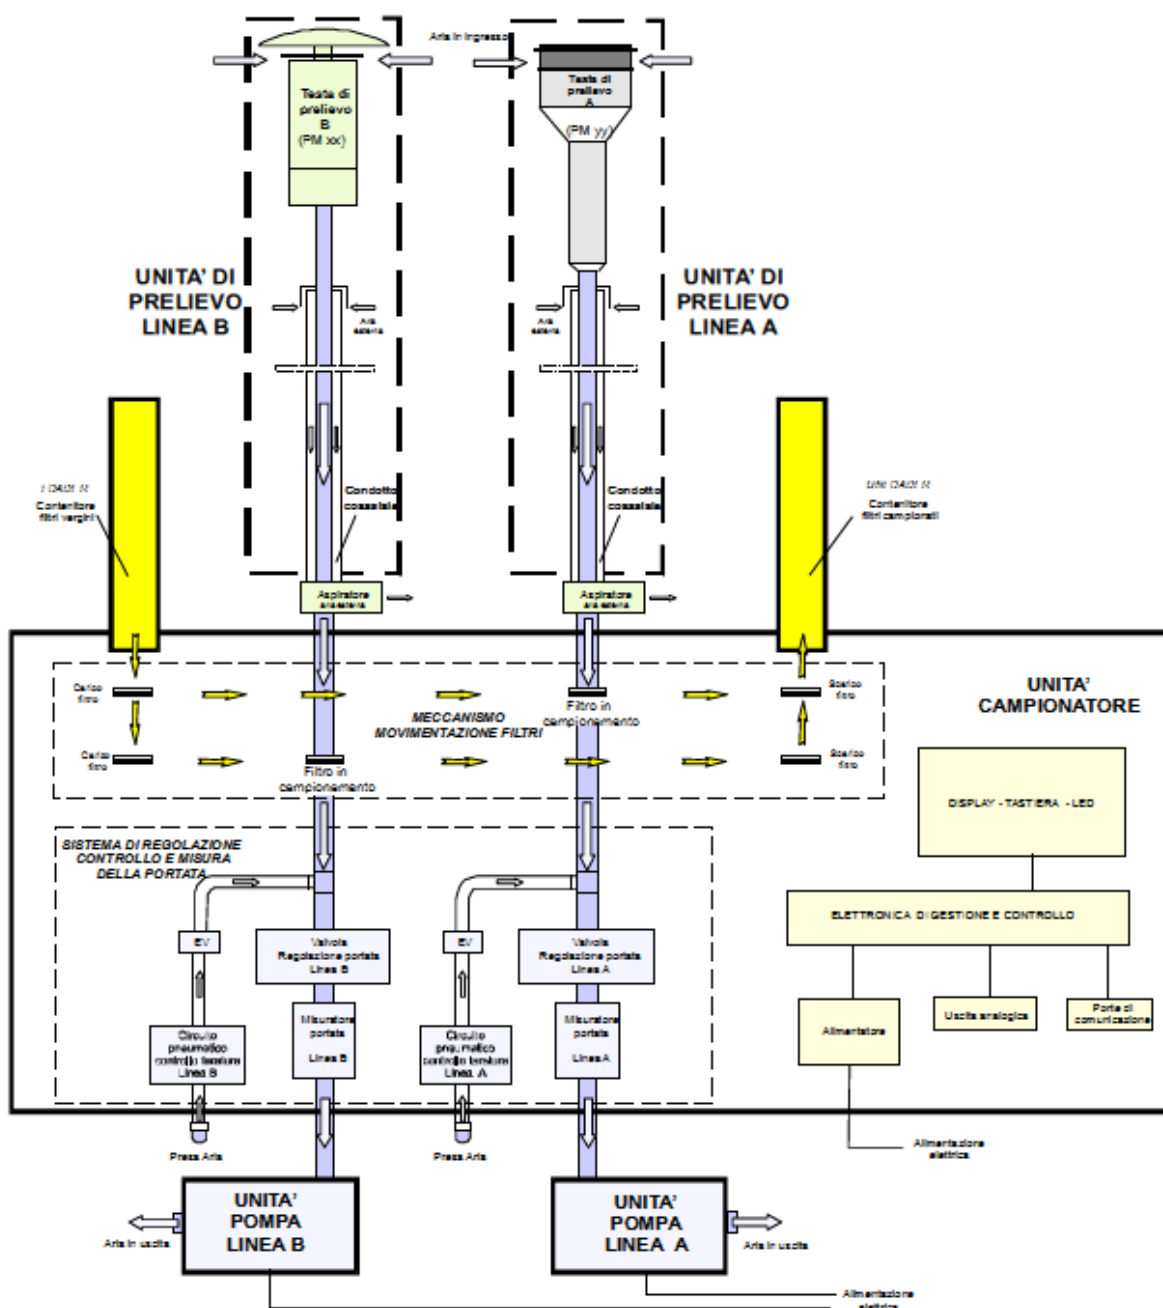 Aria in ingresso
Testa di
prelievo
B
(PM xx)
Testa di
prelievo
A
(PM yy)
UNITA' DI
PRELIEVO
LINEA B
UNITA' DI
PRELIEVO
LINEA A
Aria
esterna
Aria
esterna
LOADER
Contenitore
filtri vergini
Condotto
coassiale
Condotto
coassiale
UNLOADER
Contenitore
filtri campionati
Aspiratore
aria esterna
Aspiratore
aria esterna
UNITA'
CAMPIONATORE
Carico
filtro
Filtro in
campionamento
Scarico
filtro
MECCANISMO
MOVIMENTAZIONE FILTRI
Carico
filtro
Filtro in
campionamento
Scarico
filtro
DISPLAY - TASTIERA - LED
SISTEMA DI REGOLAZIONE
CONTROLLO E MISURA
DELLA PORTATA
ELETTRONICA DI GESTIONE E CONTROLLO
EV
Valvola
Regolazione portata
Linea B
EV
Valvola
Regolazione portata
Linea A
Circuito
pneumatico
controllo tenuta
Linea B
Misuratore
portata
Linea B
Circuito
pneumatico
controllo tenuta
Linea A
Misuratore
portata
Linea A
Alimentatore
Uscita analogica
Porte di
comunicazione
Presa Aria
Presa Aria
Alimentazione
elettrica
UNITA'
POMPA
LINEA B
UNITA'
POMPA
LINEA A
Aria in uscita
Aria in uscita
Alimentazione
elettrica